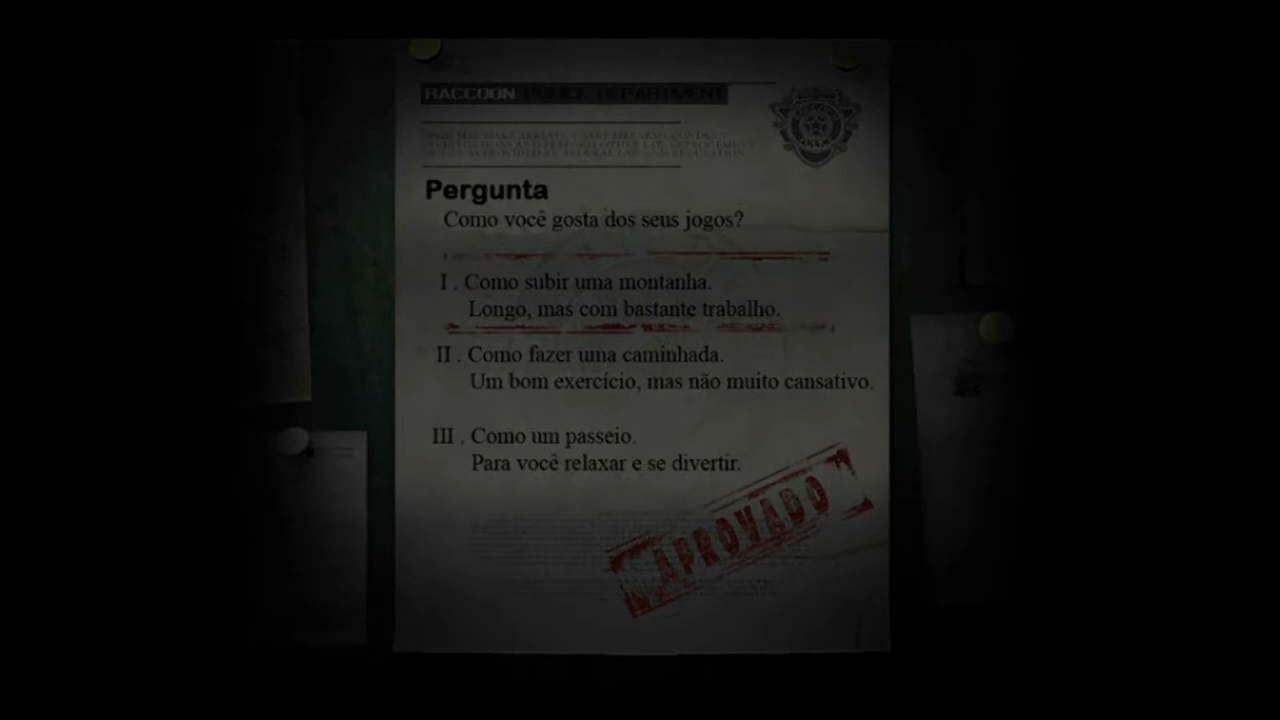 RACCOON POLICE DEPARTMENT
Pergunta
Como você gosta dos seus jogos?
I . Como subir uma montanha.
Longo, mas com bastante trabalho.
II . Como fazer uma caminhada.
Um bom exercício, mas não muito cansativo.
III . Como um passeio.
Para você relaxar e se divertir.
APROVADO